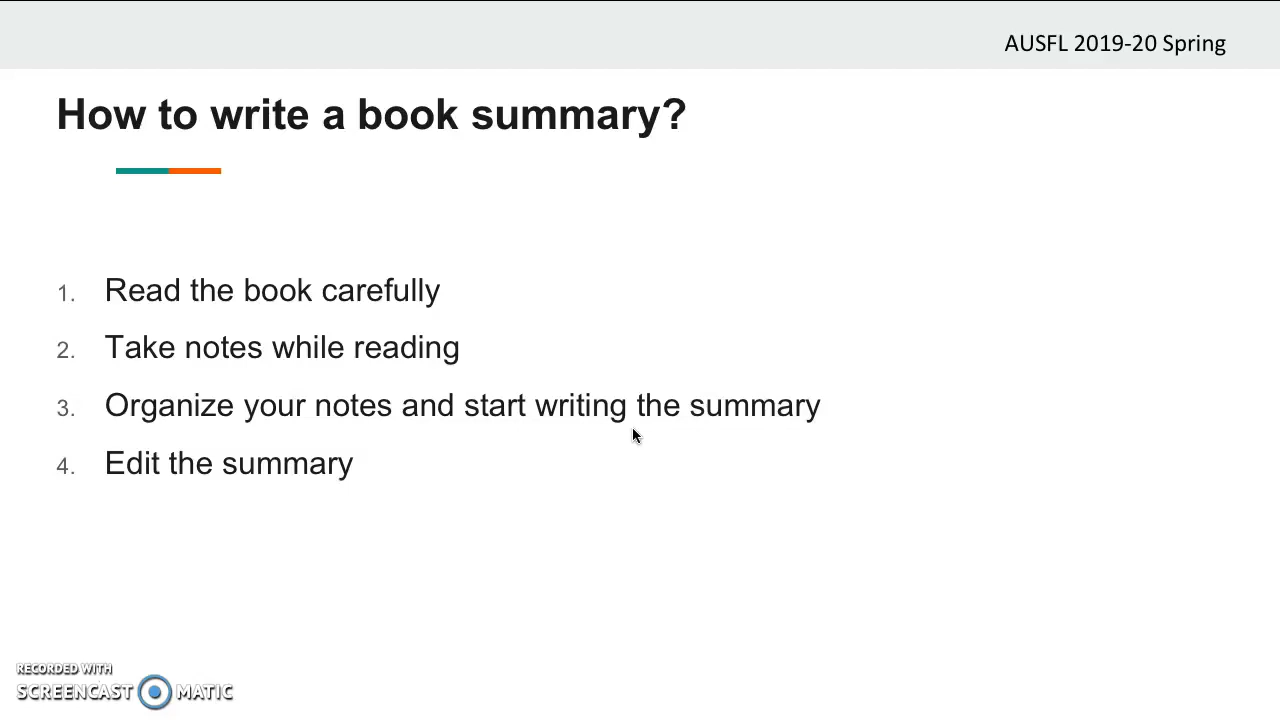 AUSFL 2019-20 Spring
How to write a book summary?
1. Read the book carefully
2. Take notes while reading
3. Organize your notes and start writing the summary
4. Edit the summary
RECORDED WITH
SCREENCAST MATIC